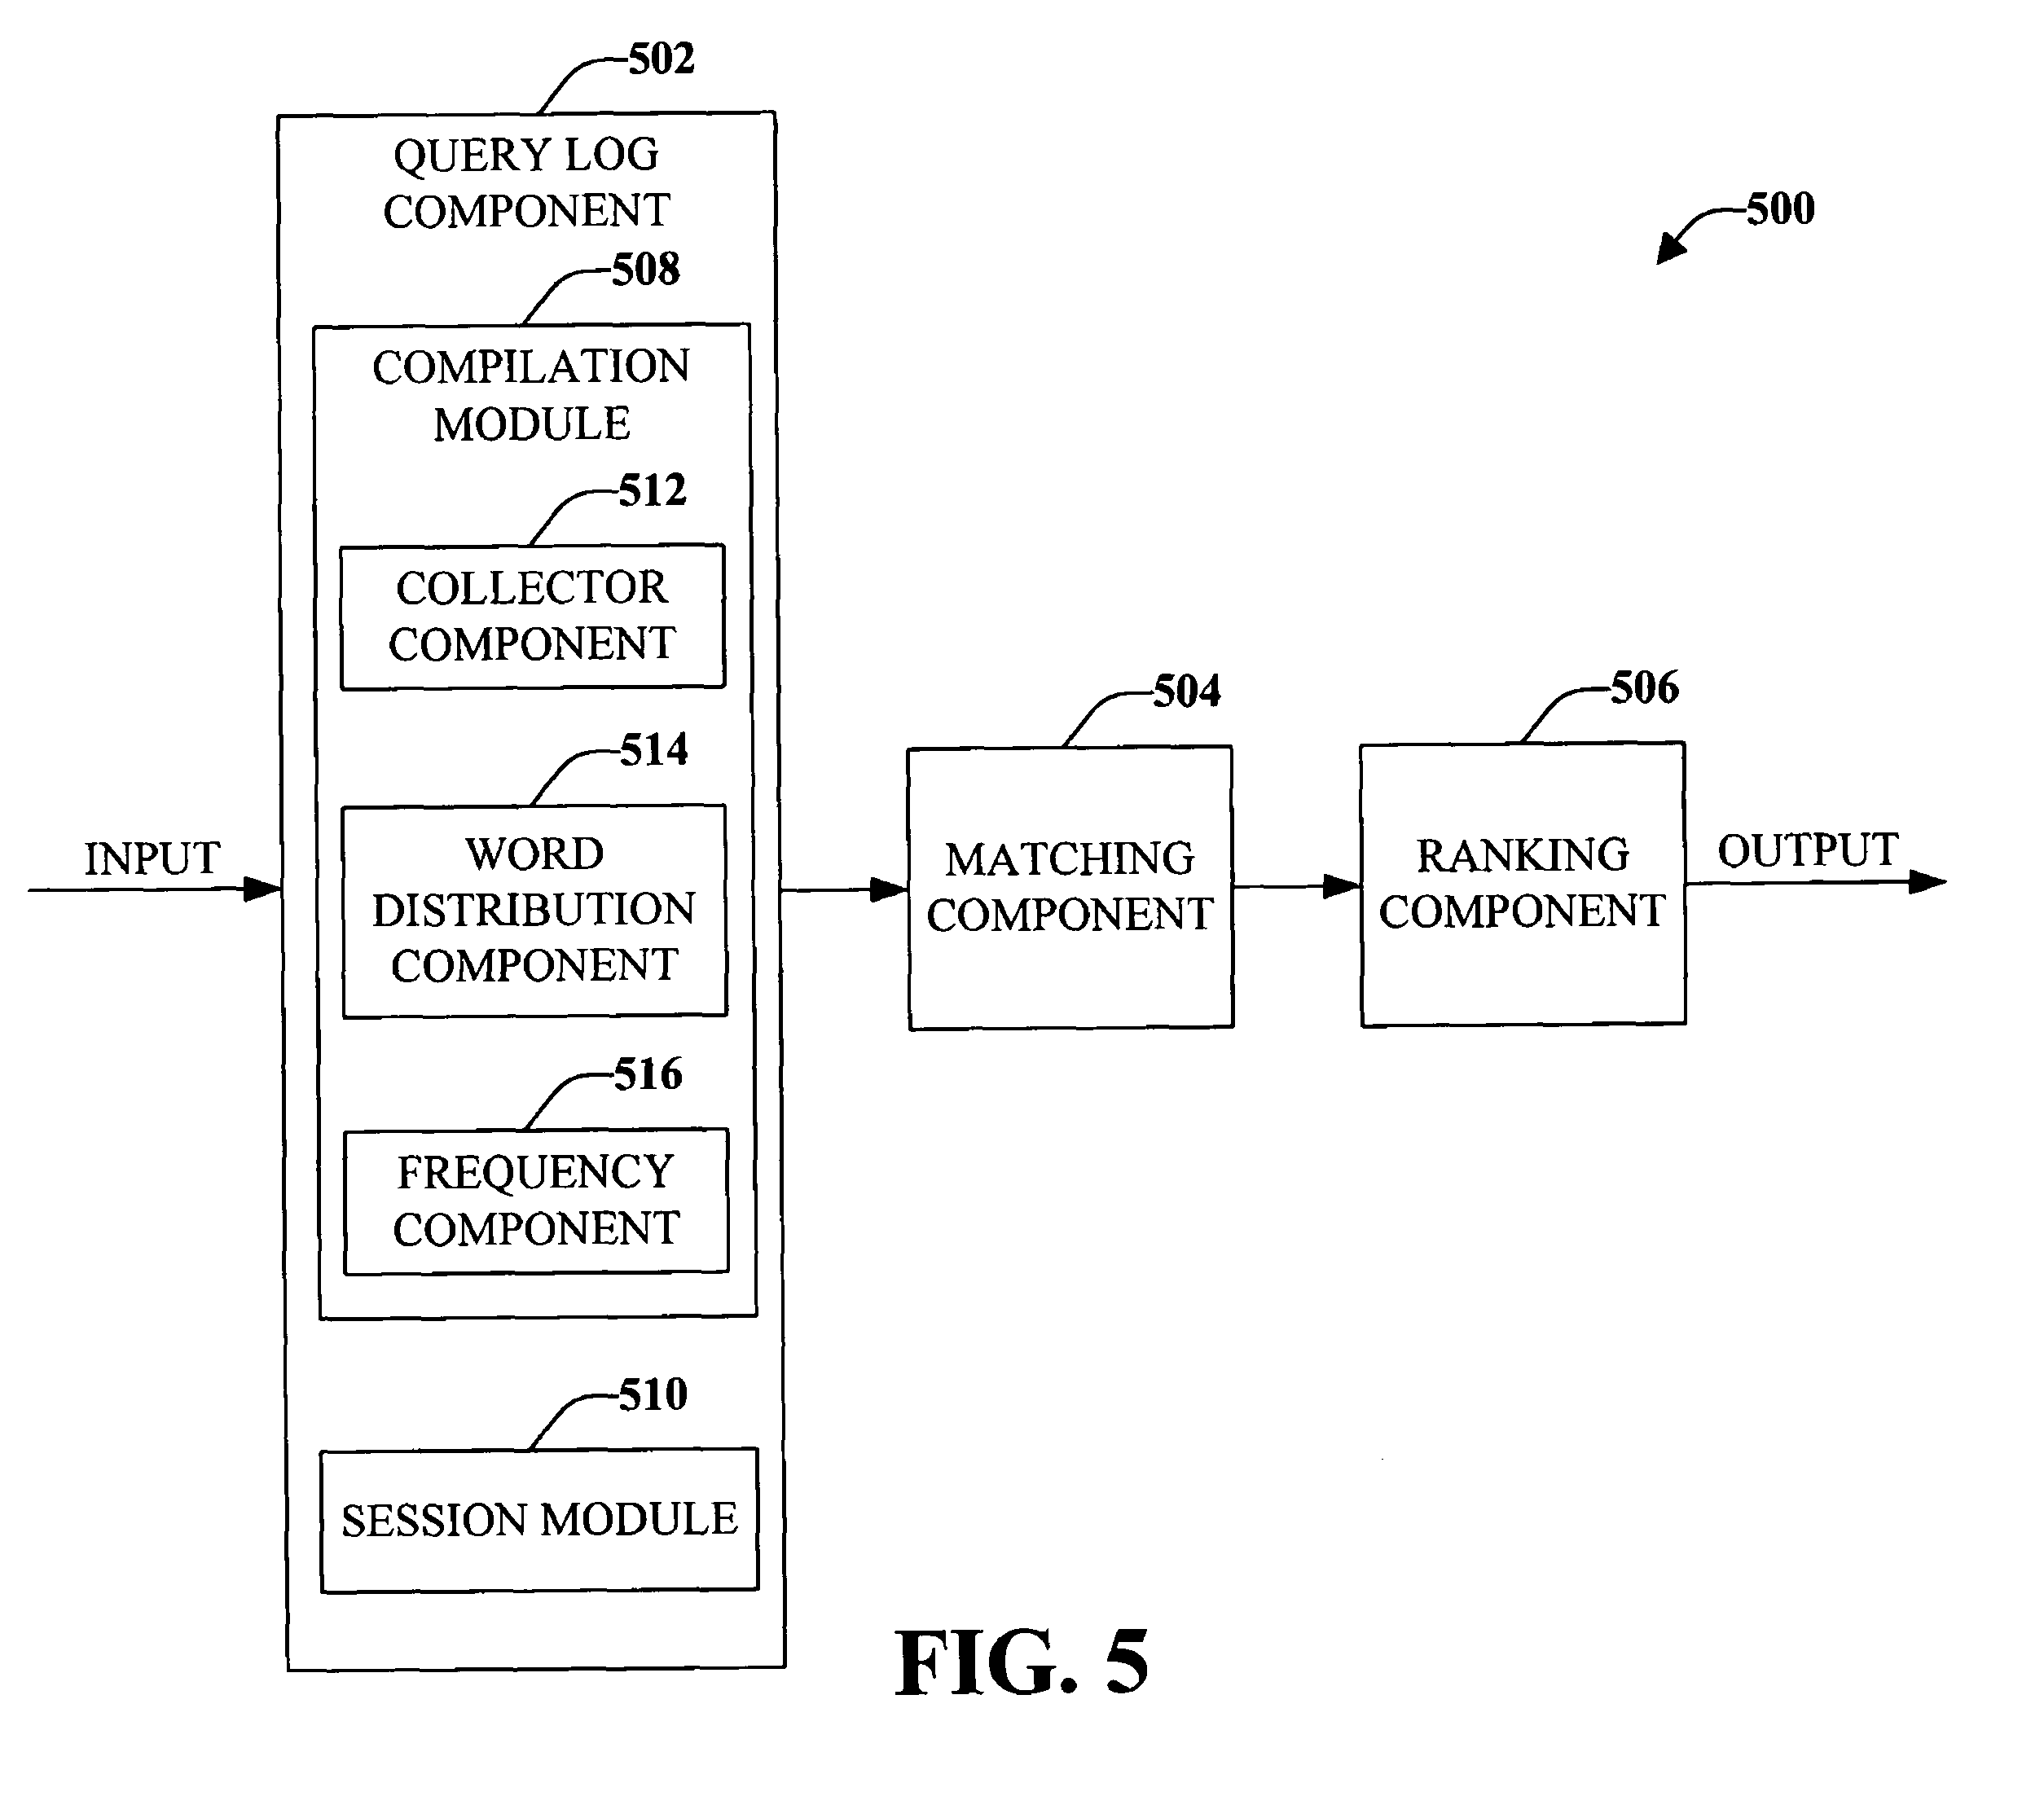 502
QUERY LOG
COMPONENT
500
508
COMPILATION
MODULE
512
COLLECTOR
COMPONENT
514
WORD
DISTRIBUTION
COMPONENT
516
FREQUENCY
COMPONENT
510
SESSION MODULE
INPUT
504
MATCHING
COMPONENT
506
RANKING
COMPONENT
OUTPUT
FIG. 5